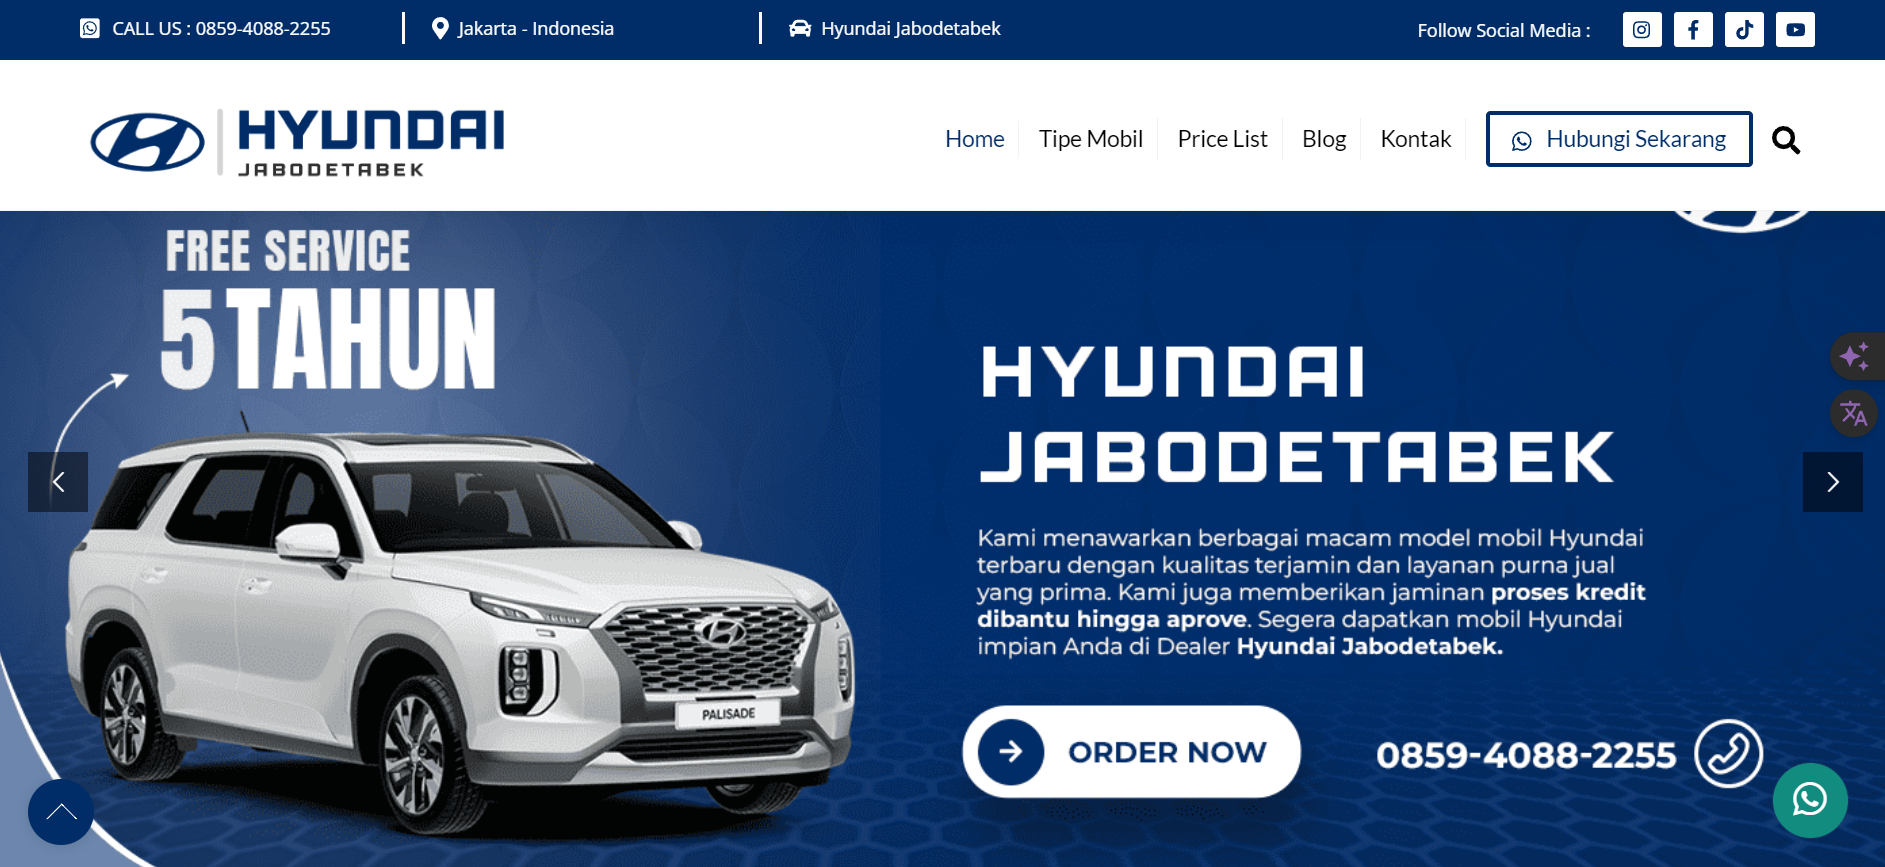 CALL US : 0859-4088-2255
Jakarta - Indonesia
Hyundai Jabodetabek
Follow Social Media :
HYUNDAI
JABODETABEK
Home
Tipe Mobil
Price List
Blog
Kontak
Hubungi Sekarang
FREE SERVICE
5 TAHUN
HYUNDAI
JABODETABEK
Kami menawarkan berbagai macam model mobil Hyundai
terbaru dengan kualitas terjamin dan layanan purna jual
yang prima. Kami juga memberikan jaminan proses kredit
dibantu hingga aprove. Segera dapatkan mobil Hyundai
impian Anda di Dealer Hyundai Jabodetabek.
PALISADE
ORDER NOW
0859-4088-2255